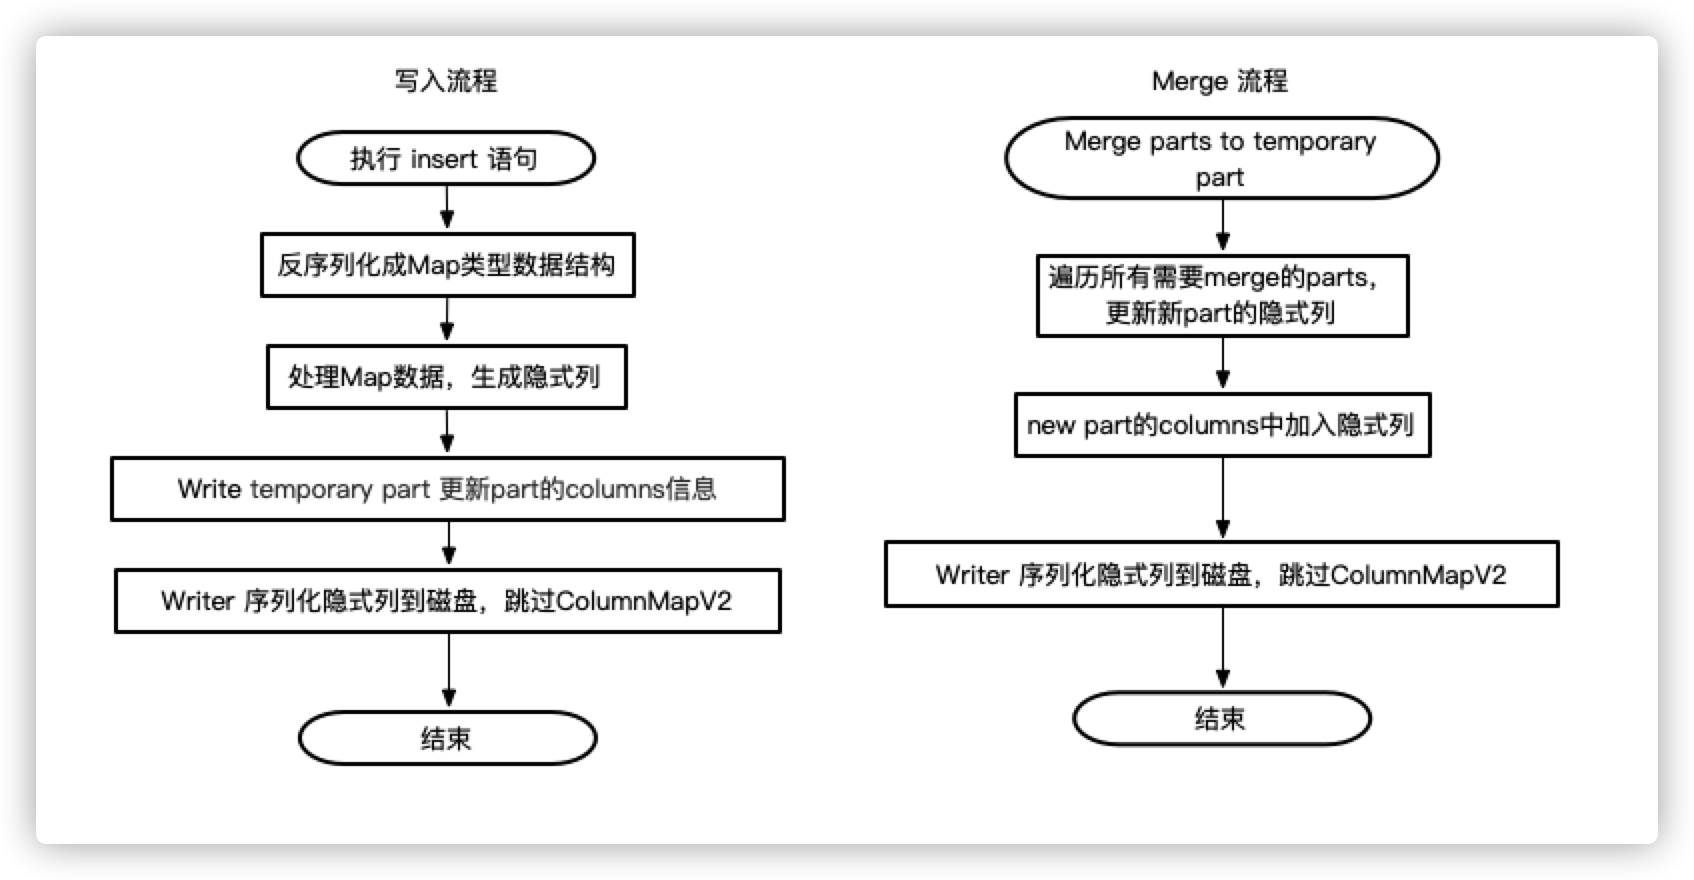 写入流程
执行 insert 语句
反序列化成Map类型数据结构
处理Map数据，生成隐式列
Write temporary part 更新part的columns信息
Writer 序列化隐式列到磁盘，跳过ColumnMapV2
结束
Merge 流程
Merge parts to temporary
part
遍历所有需要merge的parts，
更新新part的隐式列
new part的columns中加入隐式列
Writer 序列化隐式列到磁盘，跳过ColumnMapV2
结束